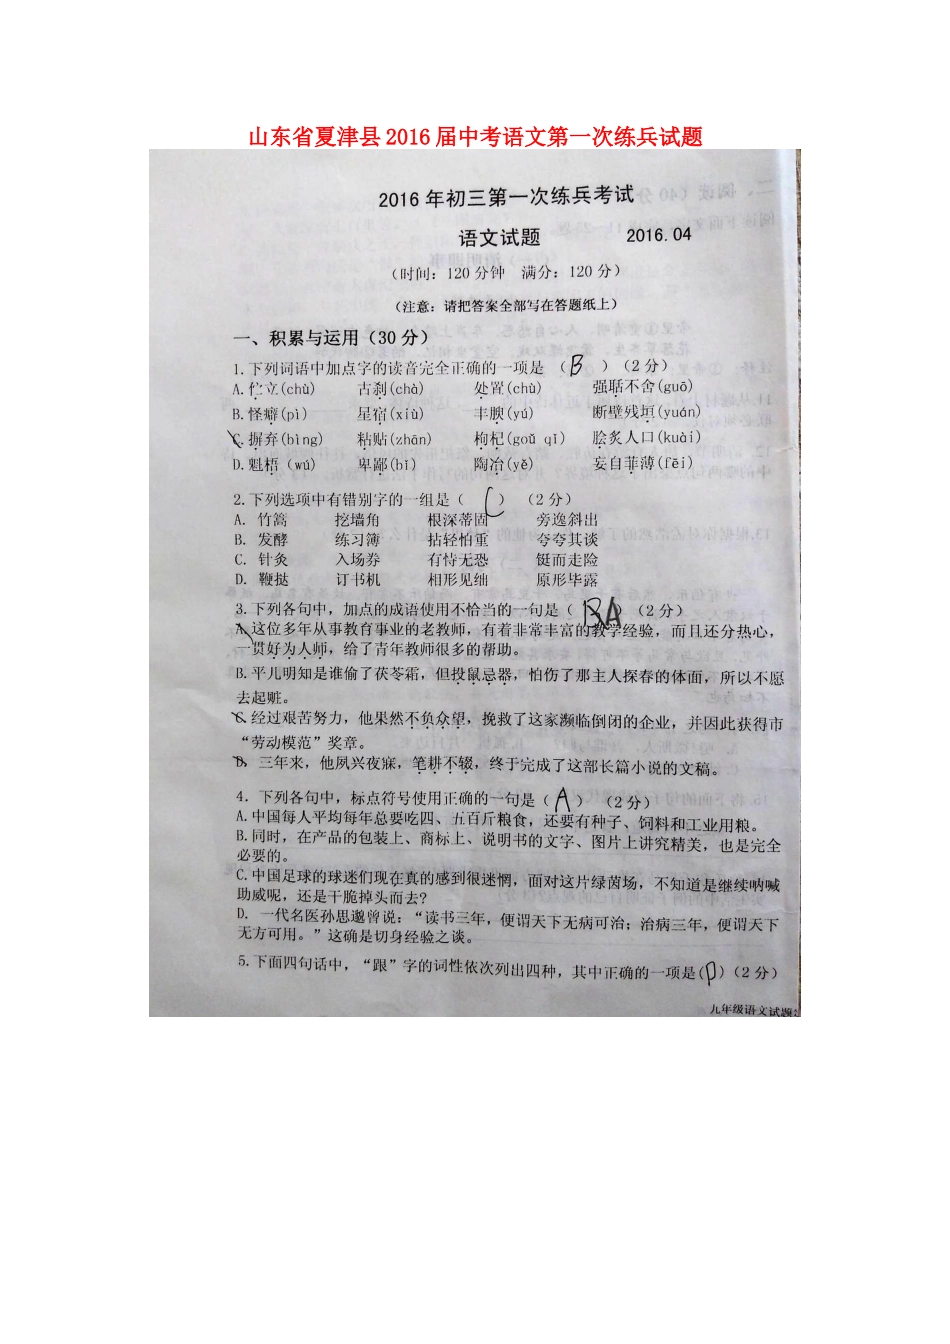 山东省夏津县2016届中考语文第一次练兵试题
2016年初三第一次练兵考试
语文试题 2016.04
(时间：120分钟 满分：120分)
(注意：请把答案全部写在答题纸上)
一、积累与运用(30分)
1.下列词语中加点字的读音完全正确的一项是 (B)(2分)
A.伫立(chù) 古刹(chà) 处置(chǔ) 强聒不舍(guō)
B.怪癖(pì) 星宿(xiù) 丰腴(yú) 断壁残垣(yuán)
C.摒弃(bìng) 粘贴(zhān) 枸杞(gǒu qǐ) 脍炙人口(kuài)
D.魁梧(wú) 卑鄙(bǐ) 陶冶(yě) 妄自菲薄(fěi)
2.下列选项中有错别字的一组是(C) (2分)
A. 竹篙 挖墙角 根深蒂固 旁逸斜出
B. 发酵 练习簿 拈轻怕重 夸夸其谈
C. 针灸 入场券 有恃无恐 铤而走险
D. 鞭挞 订书机 相形见绌 原形毕露
3.下列各句中，加点的成语使用不恰当的一句是(BA)(2分)
A.这位多年从事教育事业的老教师，有着非常丰富的教学经验，而且还分热心，
一贯好为人师，给了青年教师很多的帮助。
B.平儿明知是谁偷了茯苓霜，但投鼠忌器，怕伤了那主人探春的体面，所以不愿
去起赃。
C.经过艰苦努力，他果然不负众望，挽救了这家濒临倒闭的企业，并因此获得市
“劳动模范”奖章。
D. 三年来，他夙兴夜寐，笔耕不辍，终于完成了这部长篇小说的文稿。
4. 下列各句中，标点符号使用正确的一句是(A) (2分)
A.中国每人平均每年总要吃四、五百斤粮食，还要有种子、饲料和工业用粮。
B.同时，在产品的包装上、商标上、说明书的文字、图片上讲究精美，也是完全
必要的。
C.中国足球的球迷们现在真的感到很迷惘，面对这片绿茵场，不知道是继续呐喊
助威呢，还是干脆掉头而去?
D. 一代名医孙思邈曾说：“读书三年，便谓天下无病可治；治病三年，便谓天下
无方可用。”这确是切身经验之谈。
5.下面四句话中，“跟”字的词性依次列出四种，其中正确的一项是(D)(2分)
九年级语文试题